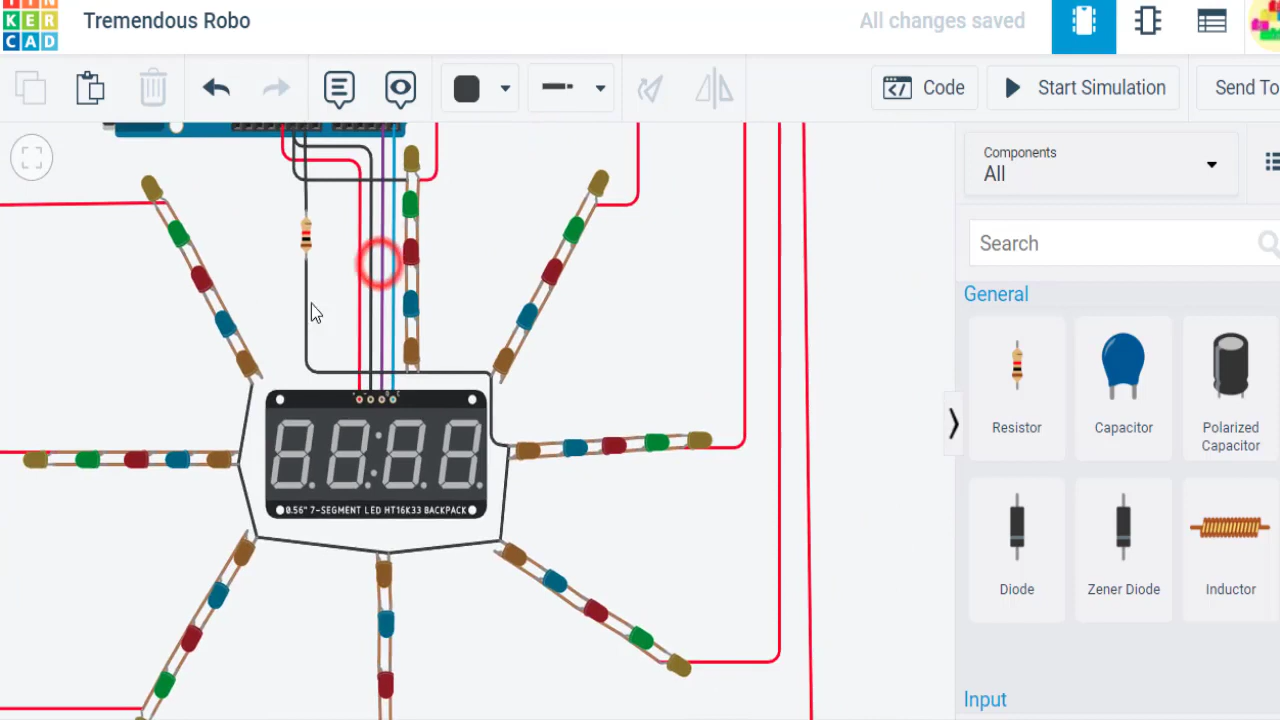 TIN
KER
CAD
Tremendous Robo
All changes saved
Code
Start Simulation
Send To
Components
All
Search
General
Resistor
Capacitor
Polarized
Capacitor
Diode
Zener Diode
Inductor
Input
0.56" 7-SEGMENT LED HT16K33 BACKPACK